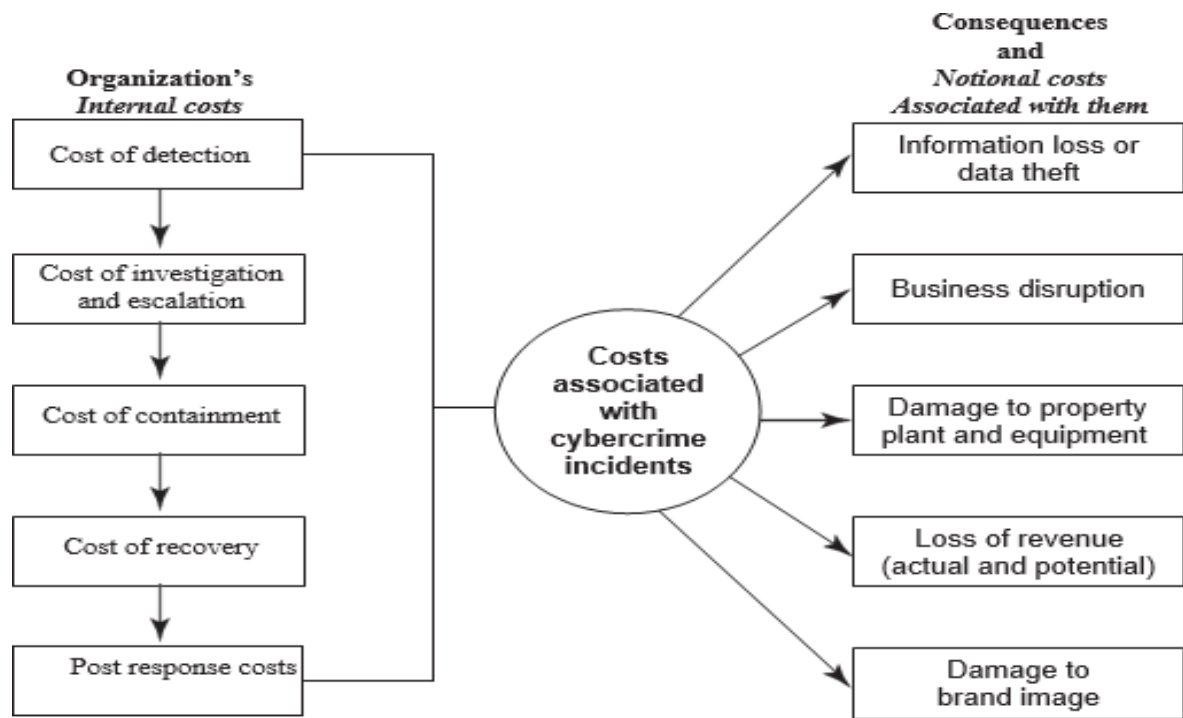 Organization's
Internal costs
Cost of detection
Cost of investigation
and escalation
Cost of containment
Cost of recovery
Post response costs
Costs
associated
with
cybercrime
incidents
Consequences
and
Notional costs
Associated with them
Information loss or
data theft
Business disruption
Damage to property
plant and equipment
Loss of revenue
(actual and potential)
Damage to
brand image